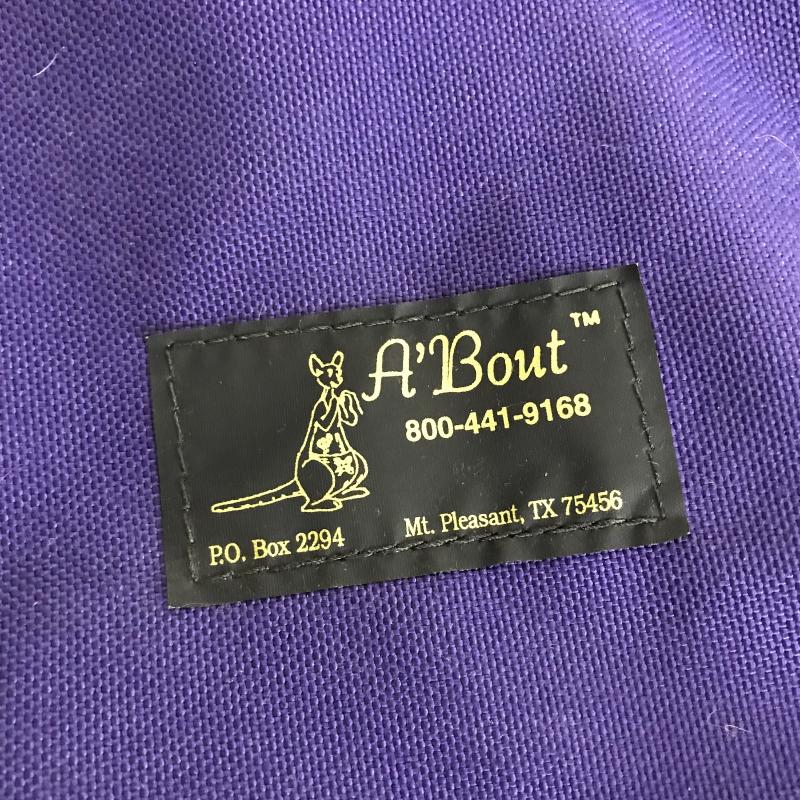 A'Bout™
800-441-9168
P.O. Box 2294 Mt. Pleasant, TX 75456